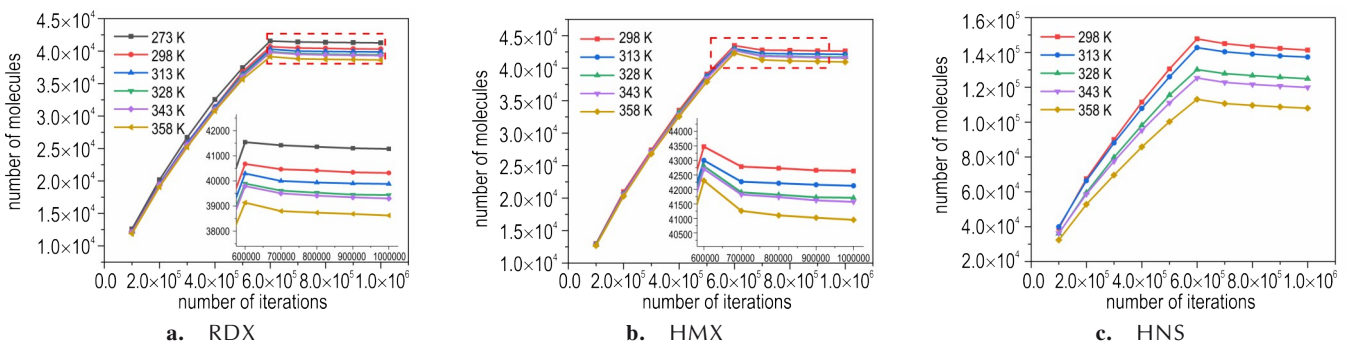 number of molecules
4.5×10⁴
4.0×10⁴
3.5×10⁴
3.0×10⁴
2.5×10⁴
2.0×10⁴
1.5×10⁴
1.0×10⁴
273 K
298 K
313 K
328 K
343 K
358 K
42000
41000
40000
39000
38000
600000 700000 800000 900000 1000000
0.0 2.0×10⁵ 4.0×10⁵ 6.0×10⁵ 8.0×10⁵ 1.0×10⁶
number of iterations
a. RDX
number of molecules
4.5×10⁴
4.0×10⁴
3.5×10⁴
3.0×10⁴
2.5×10⁴
2.0×10⁴
1.5×10⁴
1.0×10⁴
298 K
313 K
328 K
343 K
358 K
44000
43500
43000
42500
42000
41500
41000
40500
600000 700000 800000 900000 1000000
0.0 2.0×10⁵ 4.0×10⁵ 6.0×10⁵ 8.0×10⁵ 1.0×10⁶
number of iterations
b. HMX
number of molecules
1.6×10⁵
1.4×10⁵
1.2×10⁵
1.0×10⁵
8.0×10⁴
6.0×10⁴
4.0×10⁴
2.0×10⁴
298 K
313 K
328 K
343 K
358 K
0.0 2.0×10⁵ 4.0×10⁵ 6.0×10⁵ 8.0×10⁵ 1.0×10⁶
number of iterations
c. HNS